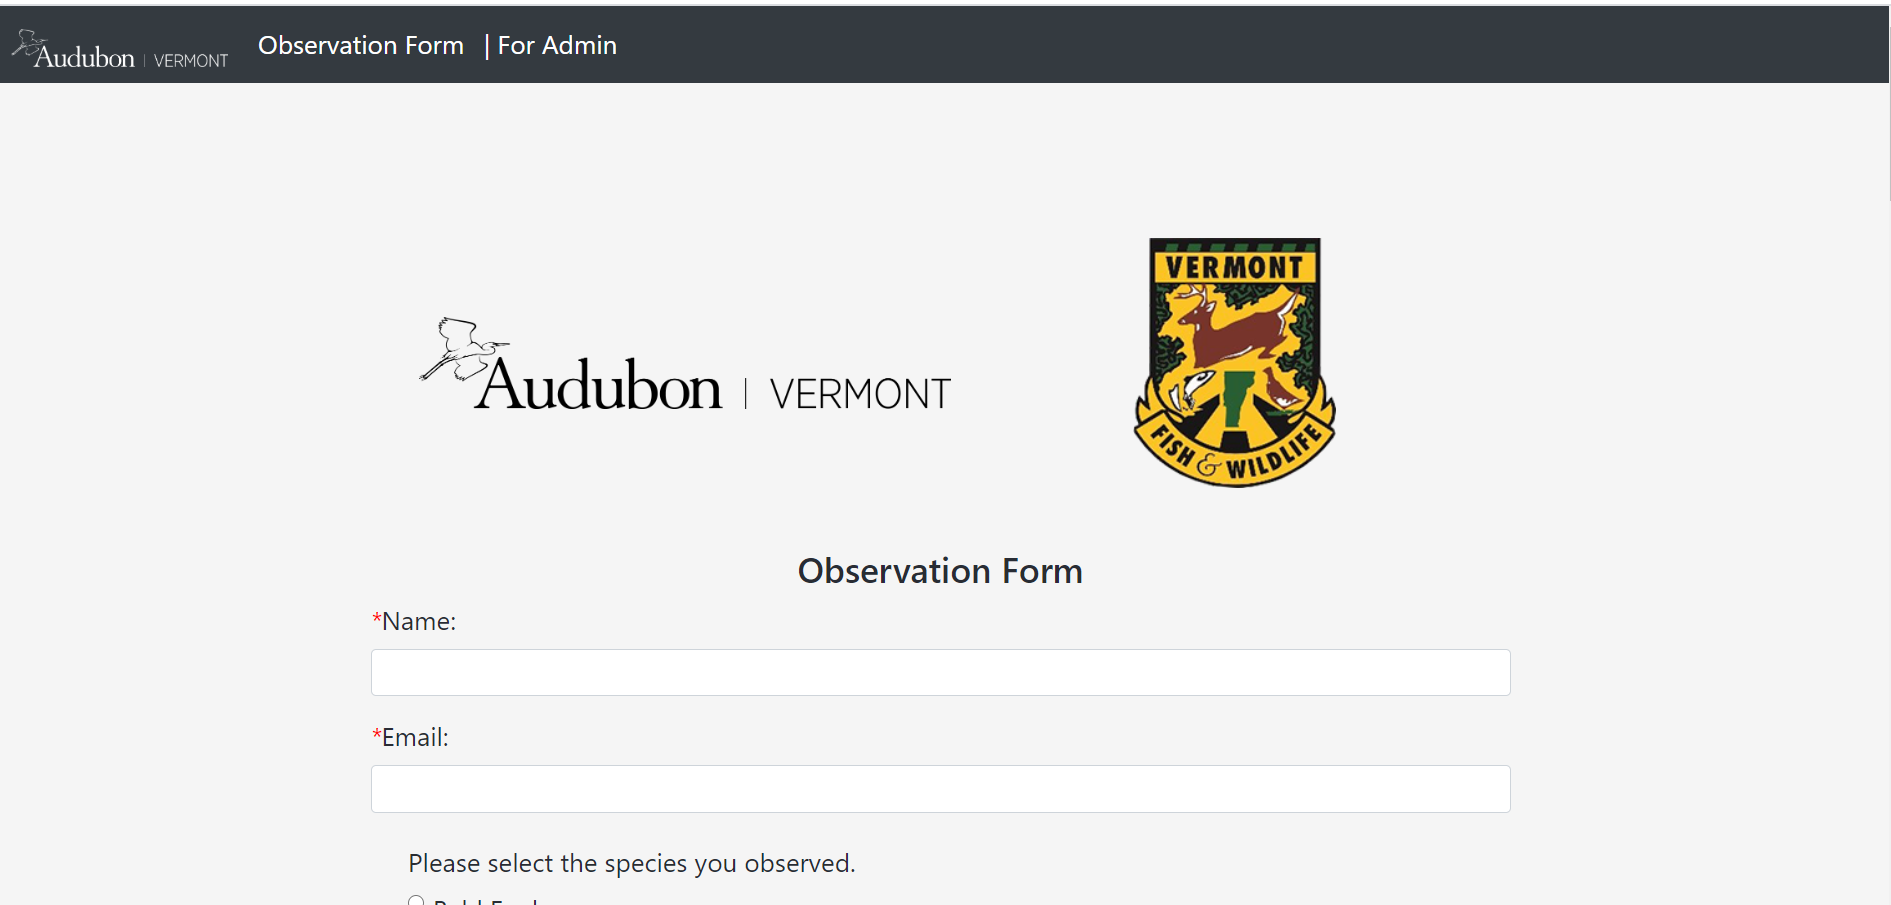 Audubon | VERMONT Observation Form | For Admin
VERMONT
Audubon | VERMONT
FISH & WILDLIFE
Observation Form
*Name:
*Email:
Please select the species you observed.